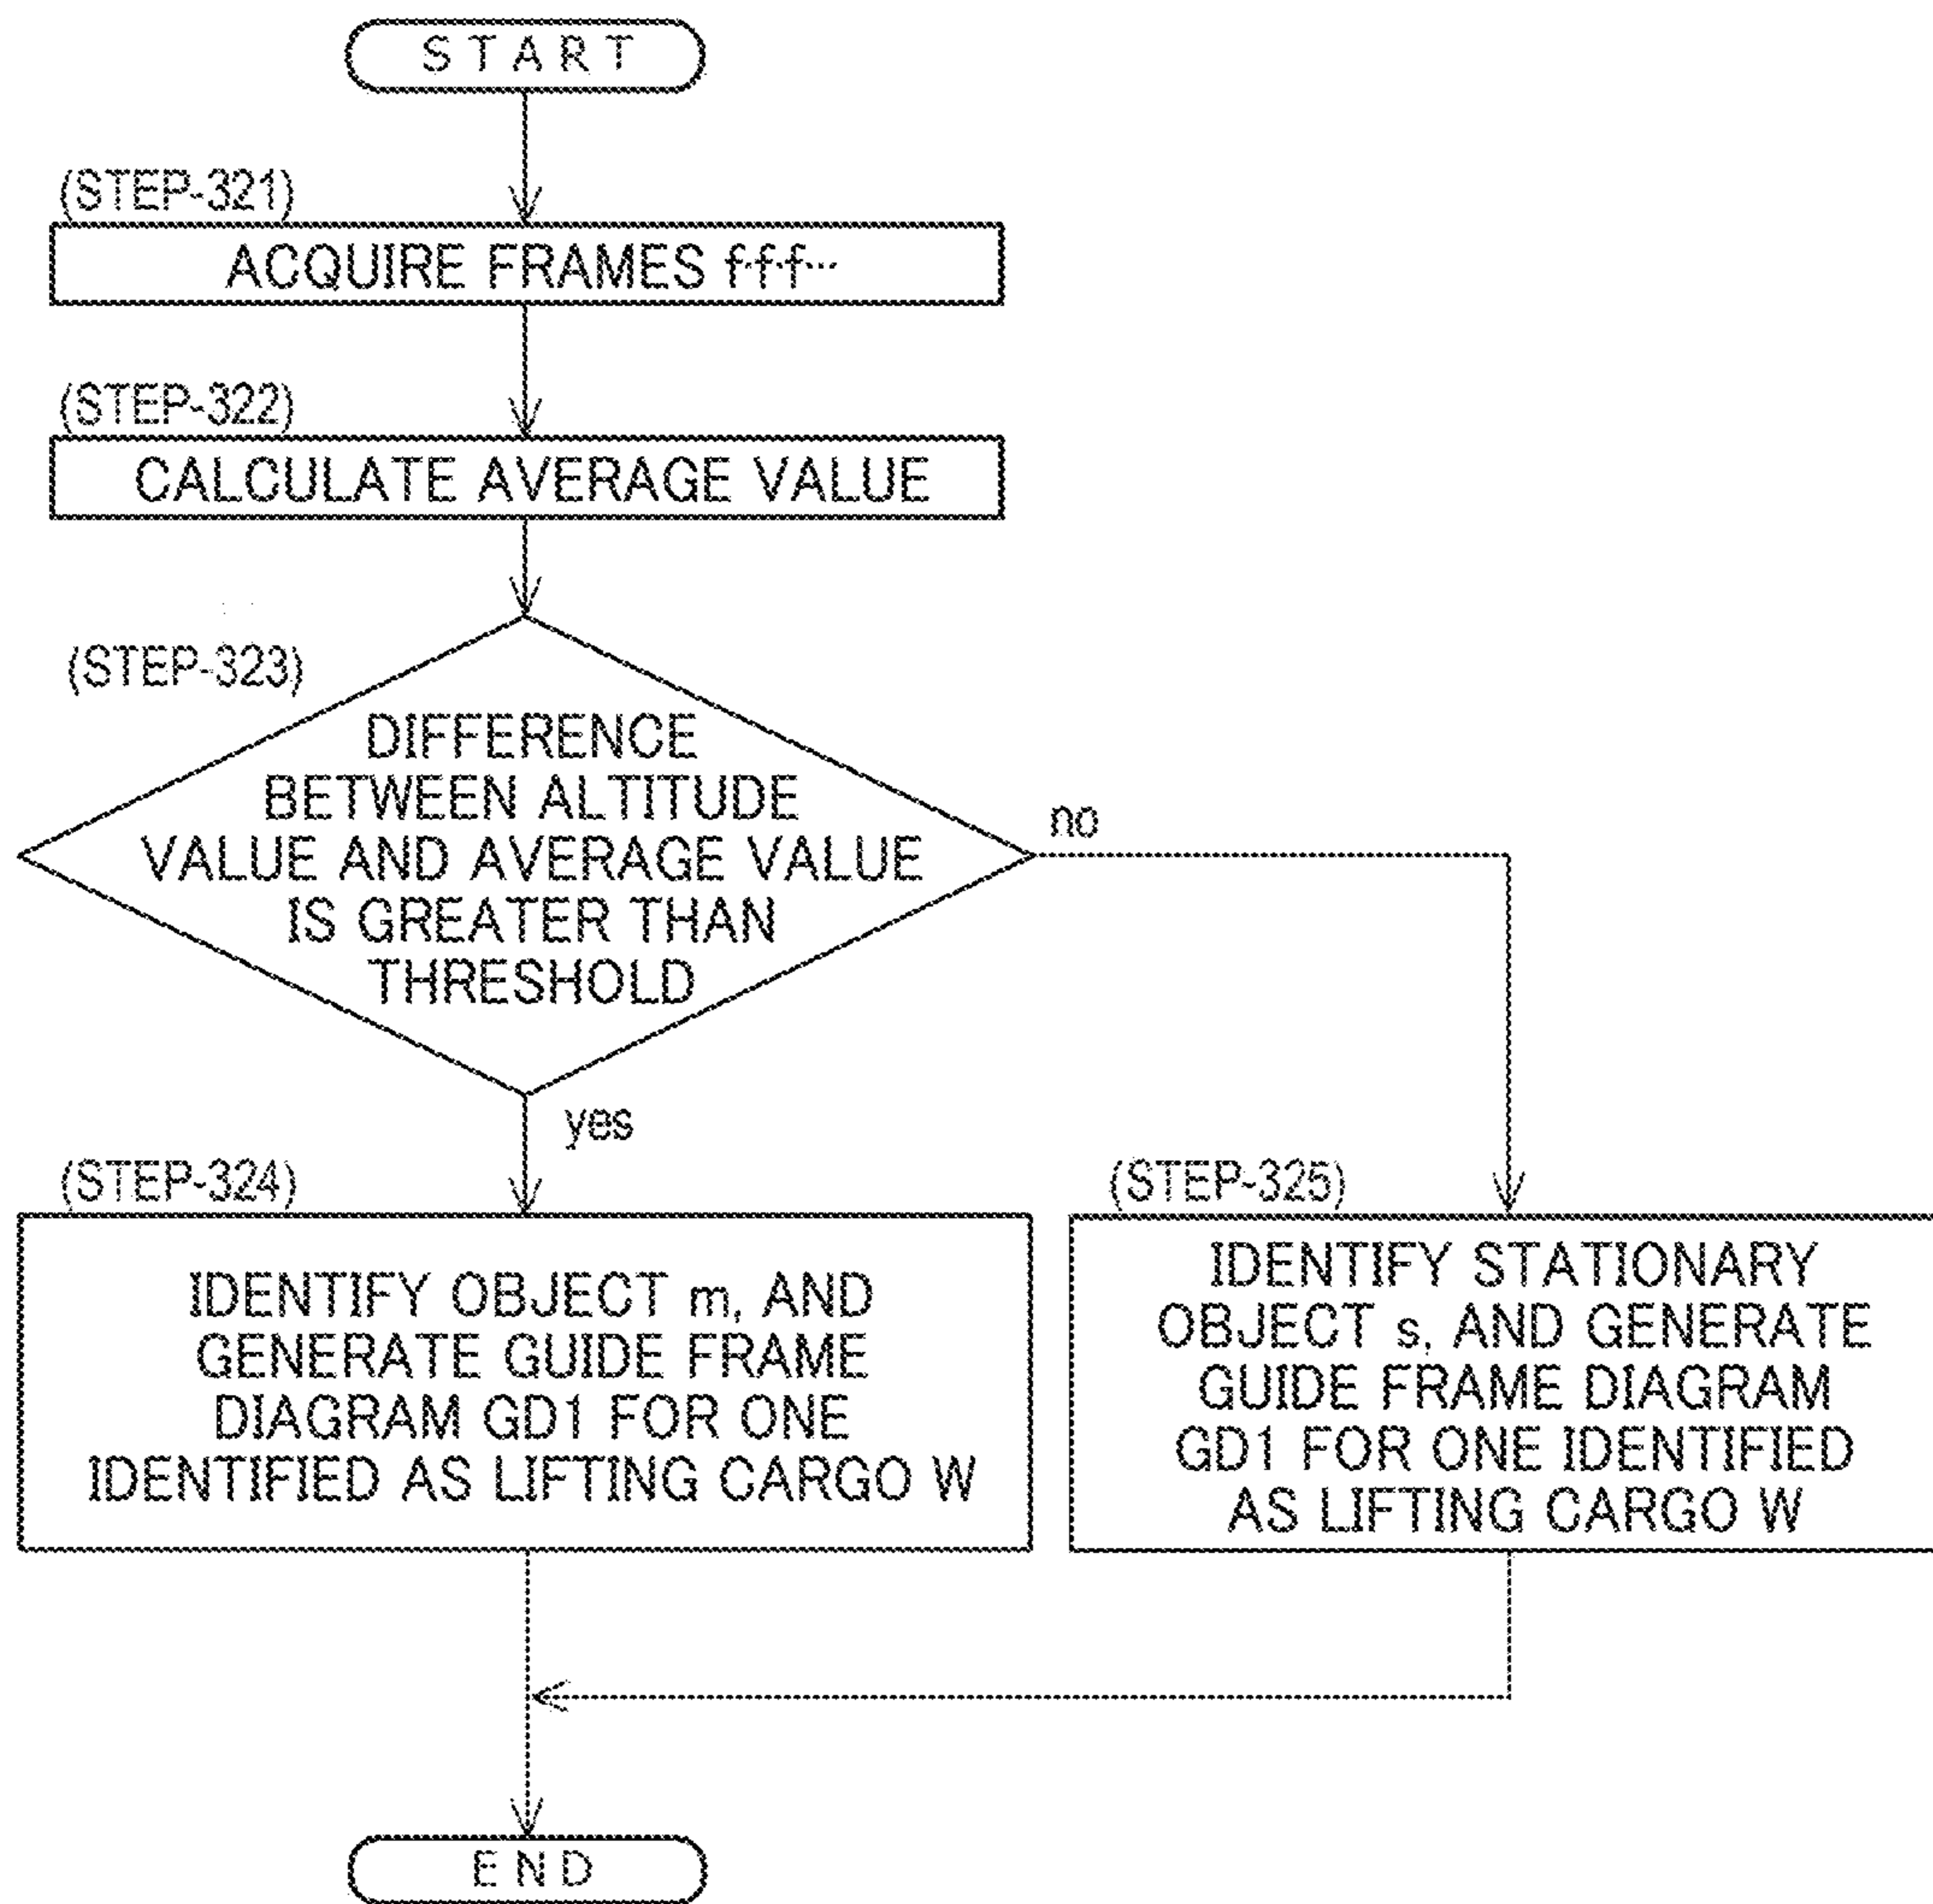 START
(STEP-321)
ACQUIRE FRAMES f·f·f···
(STEP-322)
CALCULATE AVERAGE VALUE
(STEP-323)
DIFFERENCE
BETWEEN ALTITUDE
VALUE AND AVERAGE VALUE
IS GREATER THAN
THRESHOLD
no
yes
(STEP-324)
IDENTIFY OBJECT m, AND
GENERATE GUIDE FRAME
DIAGRAM GD1 FOR ONE
IDENTIFIED AS LIFTING CARGO W
(STEP-325)
IDENTIFY STATIONARY
OBJECT s, AND GENERATE
GUIDE FRAME DIAGRAM
GD1 FOR ONE IDENTIFIED
AS LIFTING CARGO W
END